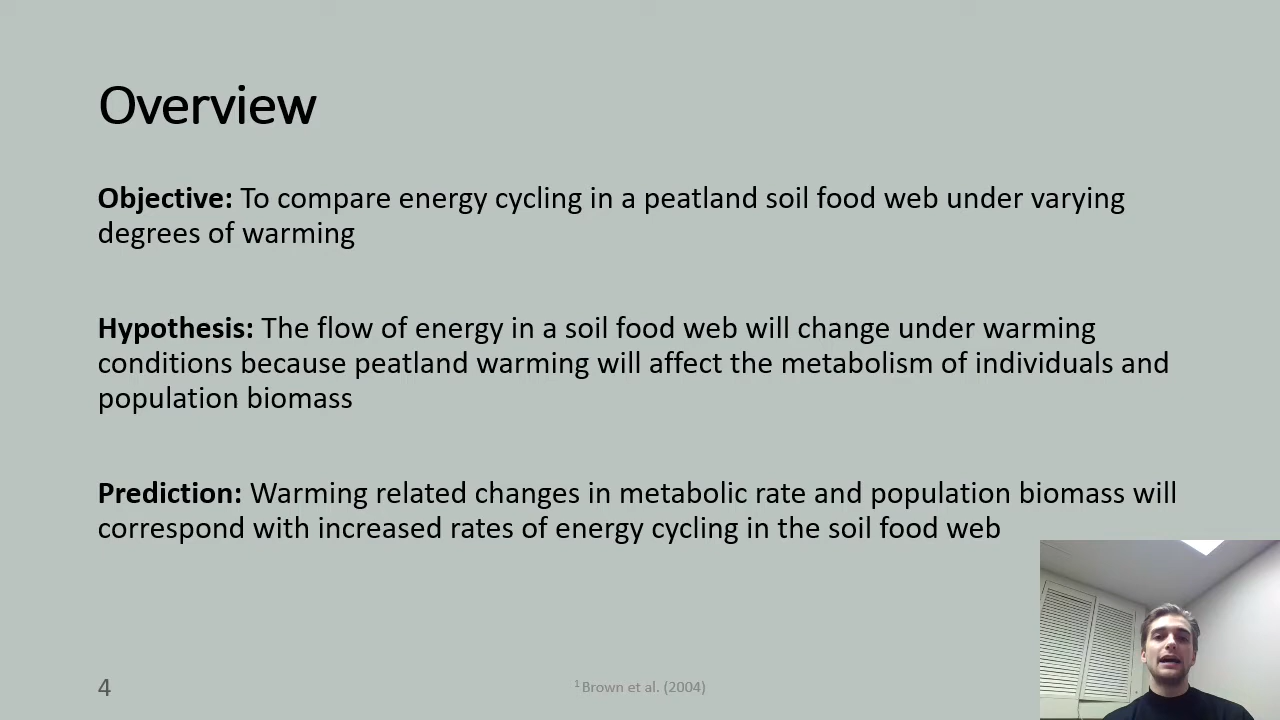 Overview
Objective: To compare energy cycling in a peatland soil food web under varying
degrees of warming
Hypothesis: The flow of energy in a soil food web will change under warming
conditions because peatland warming will affect the metabolism of individuals and
population biomass
Prediction: Warming related changes in metabolic rate and population biomass will
correspond with increased rates of energy cycling in the soil food web
4
¹ Brown et al. (2004)